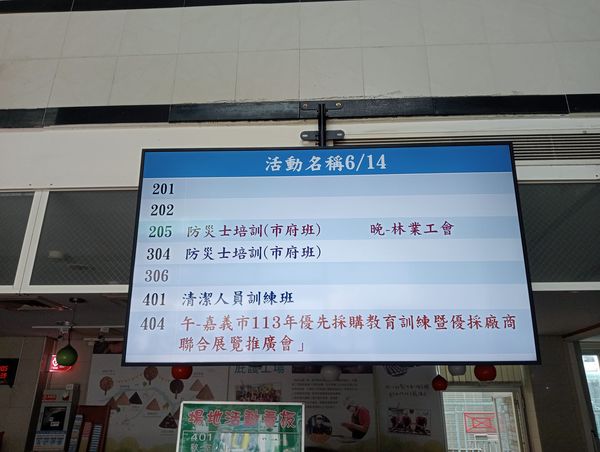 活動名稱6/14
201
202
205 防災士培訓(市府班) 晚-林業工會
304 防災士培訓(市府班)
306
401 清潔人員訓練班
404 午-嘉義市113年優先採購教育訓練暨優採廠商
聯合展覽推廣會」
庇護工場
場地活動看板
401